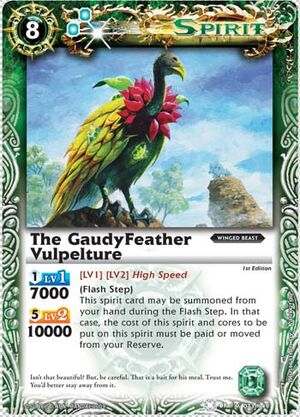 8
SPIRIT
The GaudyFeather
Vulpelture
WINGED BEAST
1st Edition
1 LV1
7000
5 LV2
10000
[LV1] [LV2] High Speed
(Flash Step)
This spirit card may be summoned from
your hand during the Flash Step. In that
case, the cost of this spirit and cores to be
put on this spirit must be paid or moved
from your Reserve.
Isn't that beautiful? But, be careful. That is a bait for his meal. Trust me.
You'd better stay away from it.